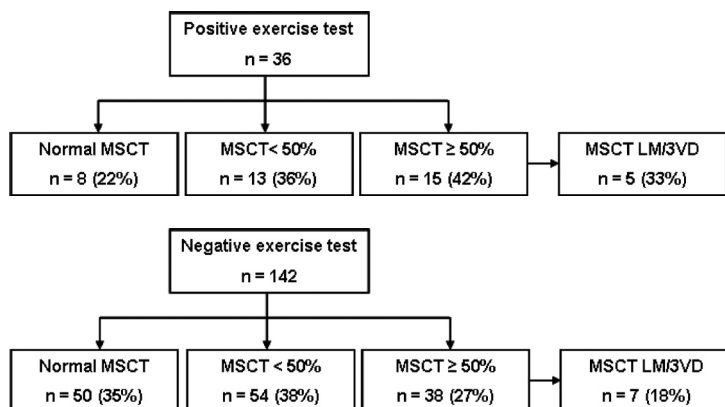 Positive exercise test
n = 36
Normal MSCT
n = 8 (22%)
MSCT< 50%
n = 13 (36%)
MSCT ≥ 50%
n = 15 (42%)
MSCT LM/3VD
n = 5 (33%)
Negative exercise test
n = 142
Normal MSCT
n = 50 (35%)
MSCT < 50%
n = 54 (38%)
MSCT ≥ 50%
n = 38 (27%)
MSCT LM/3VD
n = 7 (18%)